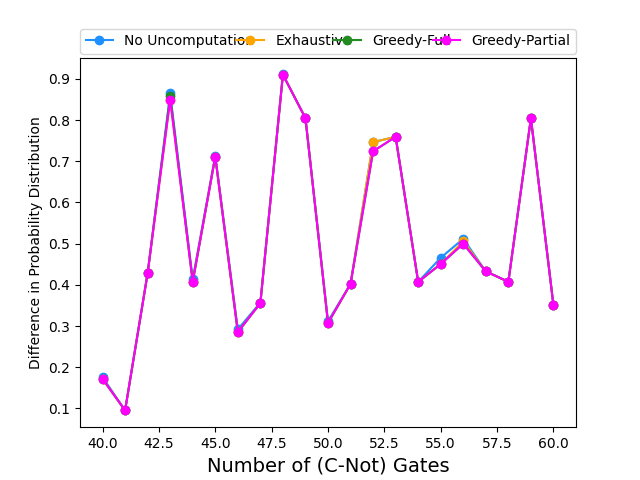 No Uncomputation Exhaustive Greedy-Full Greedy-Partial
0.9
0.8
0.7
0.6
0.5
0.4
0.3
0.2
0.1
Difference in Probability Distribution
40.0 42.5 45.0 47.5 50.0 52.5 55.0 57.5 60.0
Number of (C-Not) Gates